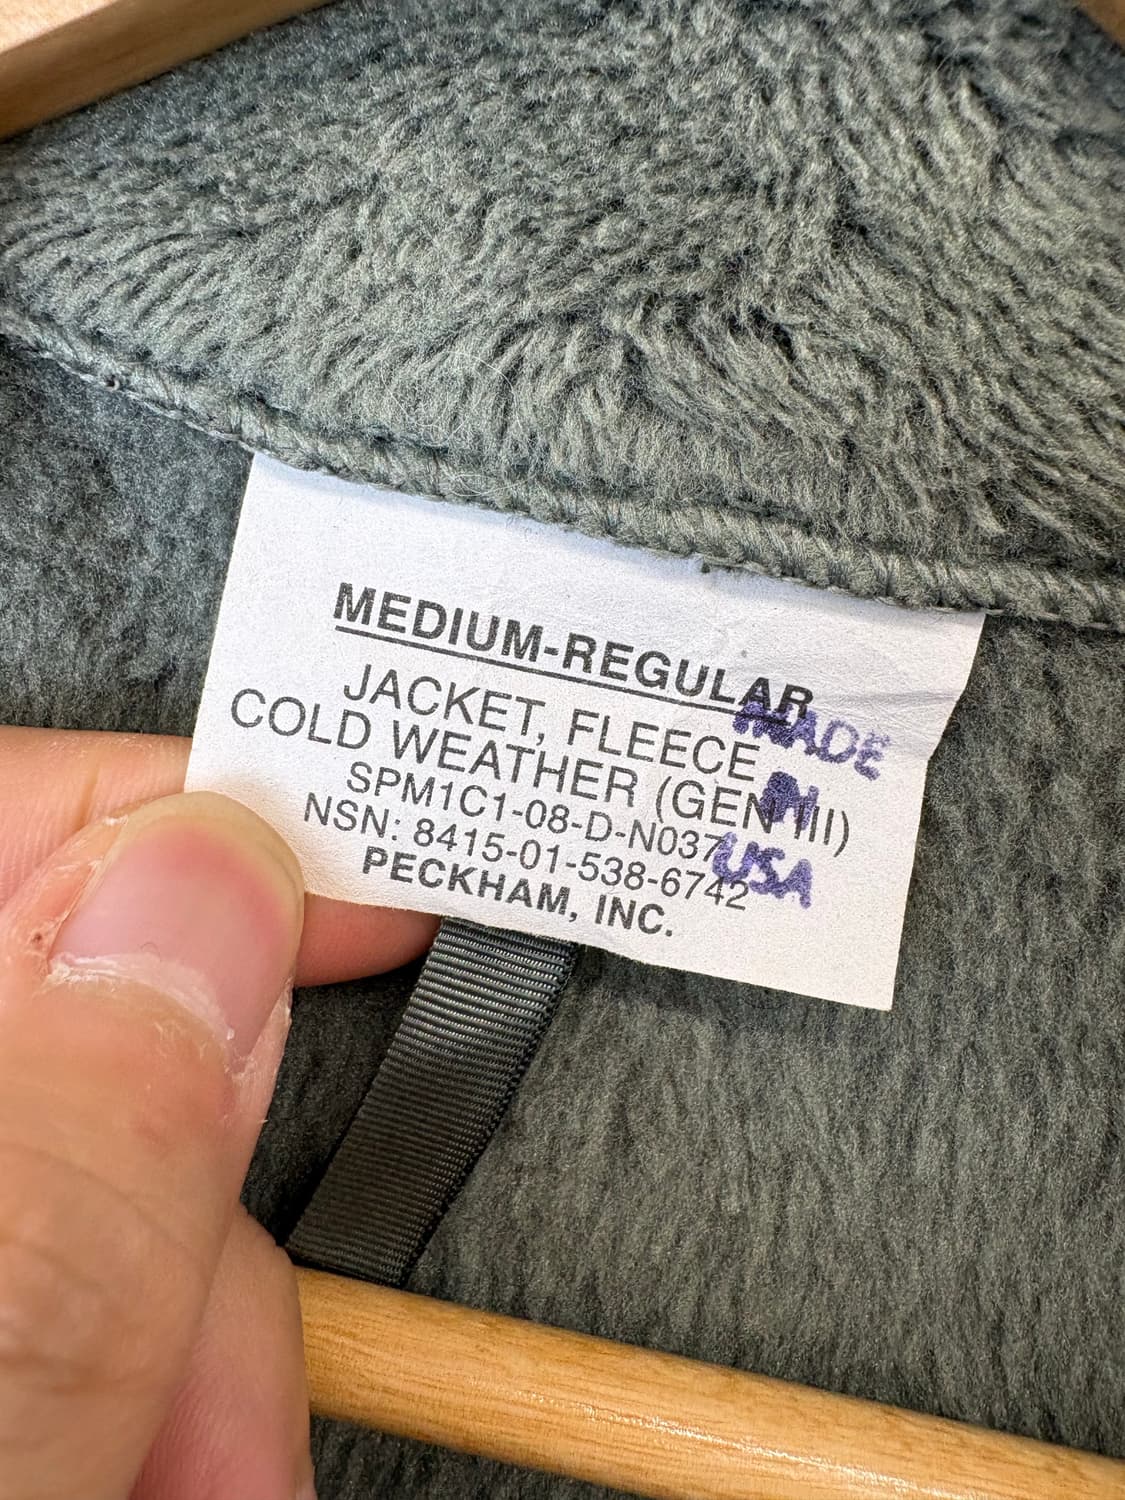 MEDIUM-REGULAR
JACKET, FLEECE
COLD WEATHER (GEN III)
SPM1C1-08-D-N037
NSN: 8415-01-538-6742
PECKHAM, INC.
MADE
IN
USA